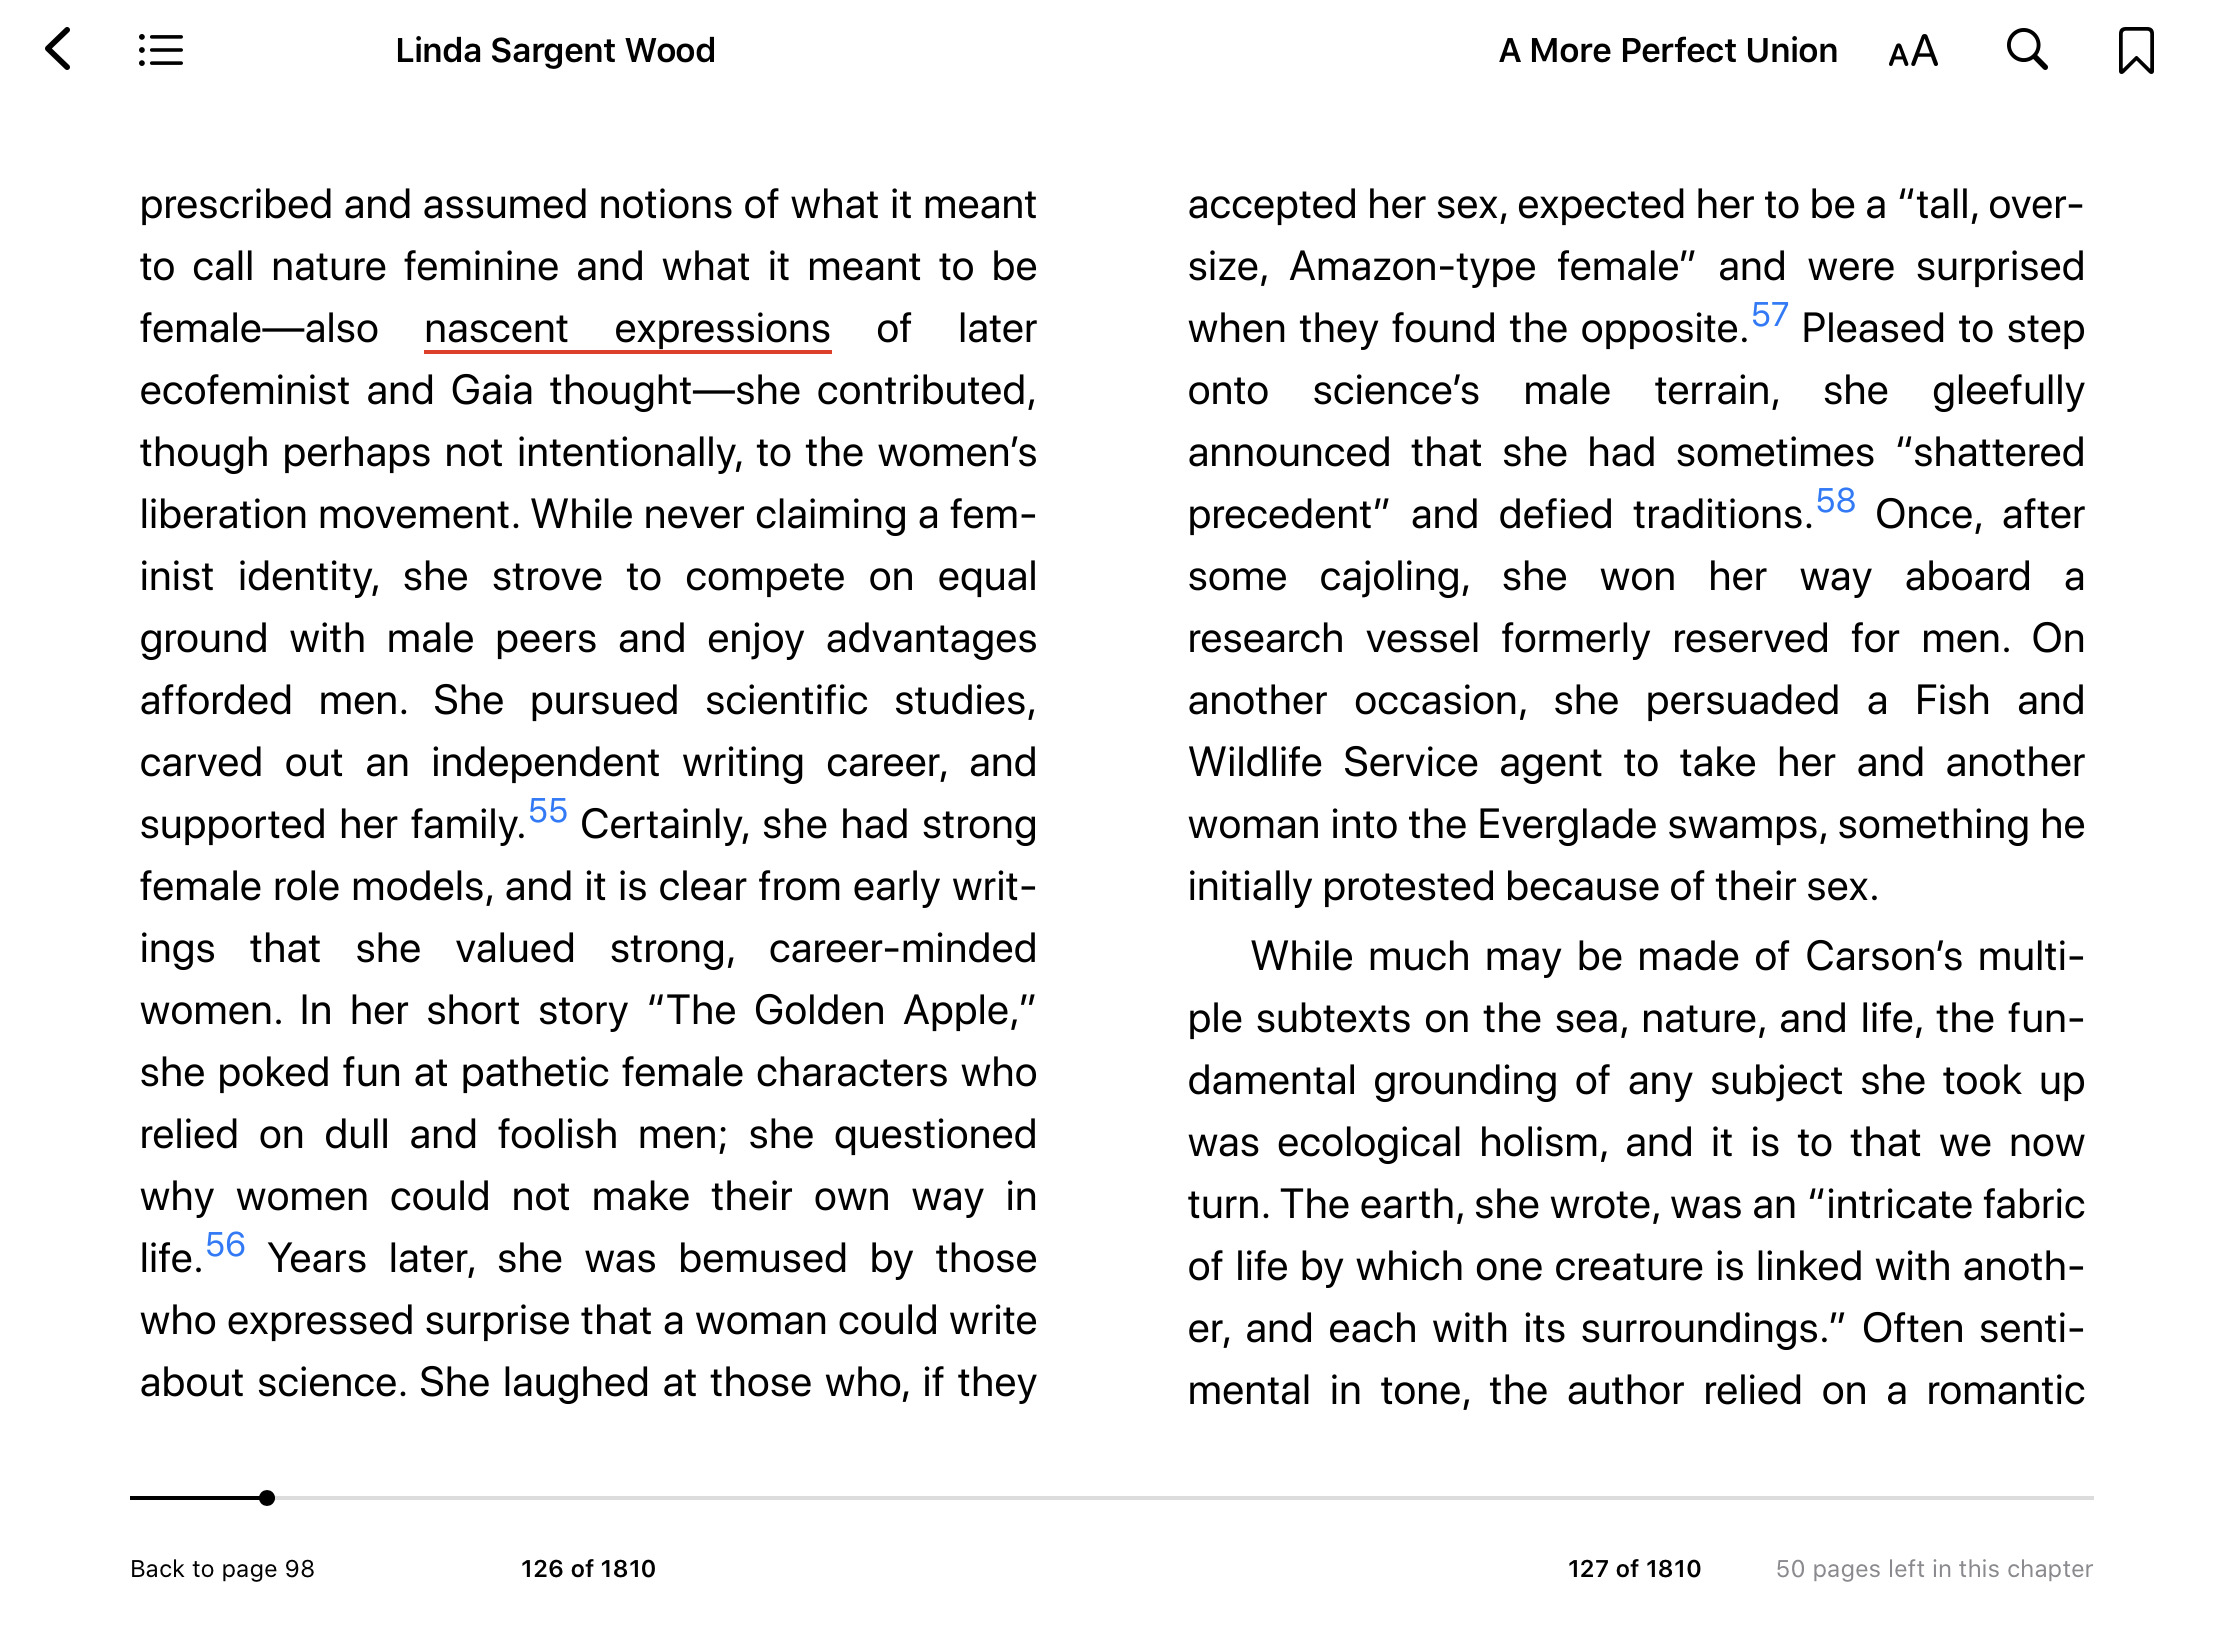 Linda Sargent Wood
A More Perfect Union
AA
prescribed and assumed notions of what it meant
to call nature feminine and what it meant to be
female—also nascent expressions of later
ecofeminist and Gaia thought—she contributed,
though perhaps not intentionally, to the women’s
liberation movement. While never claiming a fem-
inist identity, she strove to compete on equal
ground with male peers and enjoy advantages
afforded men. She pursued scientific studies,
carved out an independent writing career, and
supported her family.55 Certainly, she had strong
female role models, and it is clear from early writ-
ings that she valued strong, career-minded
women. In her short story “The Golden Apple,”
she poked fun at pathetic female characters who
relied on dull and foolish men; she questioned
why women could not make their own way in
life.56 Years later, she was bemused by those
who expressed surprise that a woman could write
about science. She laughed at those who, if they
accepted her sex, expected her to be a “tall, over-
size, Amazon-type female” and were surprised
when they found the opposite.57 Pleased to step
onto science’s male terrain, she gleefully
announced that she had sometimes “shattered
precedent” and defied traditions.58 Once, after
some cajoling, she won her way aboard a
research vessel formerly reserved for men. On
another occasion, she persuaded a Fish and
Wildlife Service agent to take her and another
woman into the Everglade swamps, something he
initially protested because of their sex.
While much may be made of Carson’s multi-
ple subtexts on the sea, nature, and life, the fun-
damental grounding of any subject she took up
was ecological holism, and it is to that we now
turn. The earth, she wrote, was an “intricate fabric
of life by which one creature is linked with anoth-
er, and each with its surroundings.” Often senti-
mental in tone, the author relied on a romantic
Back to page 98
126 of 1810
127 of 1810
50 pages left in this chapter